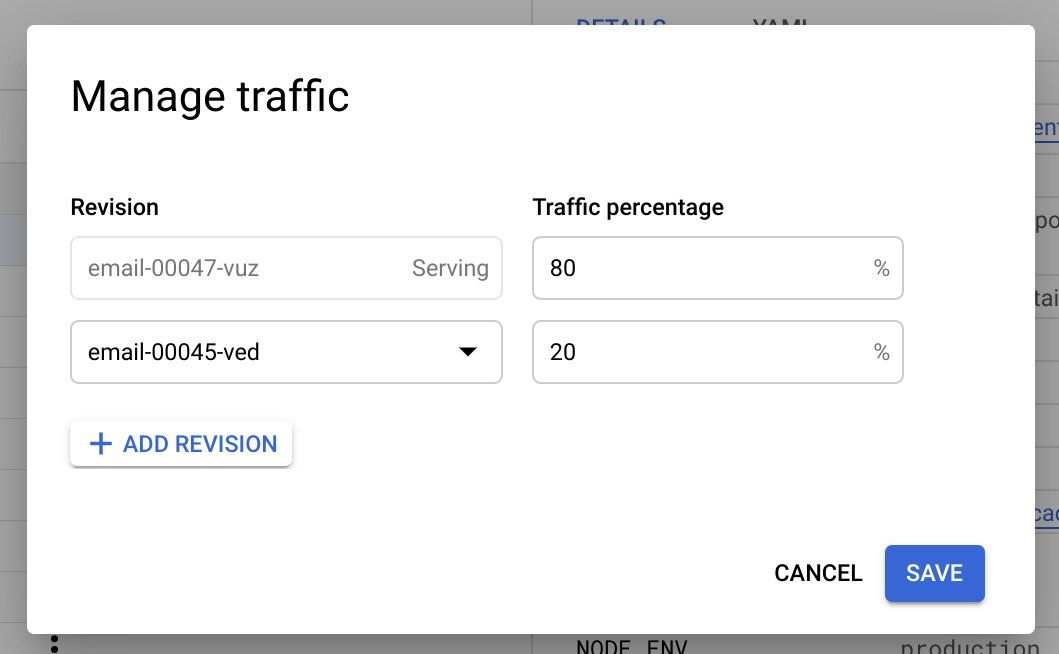 DETAILS YAML
Manage traffic
Revision Traffic percentage
email-00047-vuz Serving 80 %
email-00045-ved 20 %
+ ADD REVISION
CANCEL SAVE
NODE_ENV production